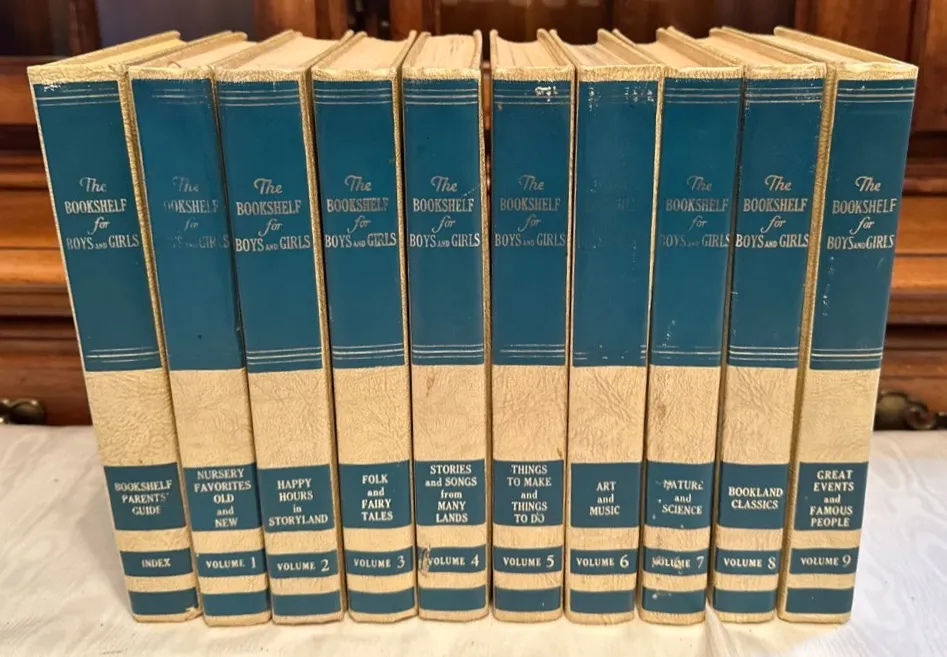 The
BOOKSHELF
for
BOYS AND GIRLS
BOOKSHELF
PARENTS'
GUIDE
INDEX
The
BOOKSHELF
for
BOYS AND GIRLS
NURSERY
FAVORITES
OLD
and
NEW
VOLUME 1
The
BOOKSHELF
for
BOYS AND GIRLS
HAPPY
HOURS
in
STORYLAND
VOLUME 2
The
BOOKSHELF
for
BOYS AND GIRLS
FOLK
and
FAIRY
TALES
VOLUME 3
The
BOOKSHELF
for
BOYS AND GIRLS
STORIES
and SONGS
from
MANY
LANDS
VOLUME 4
The
BOOKSHELF
for
BOYS AND GIRLS
THINGS
TO MAKE
and
THINGS
TO DO
VOLUME 5
ART
and
MUSIC
VOLUME 6
The
BOOKSHELF
for
BOYS AND GIRLS
NATURE
and
SCIENCE
VOLUME 7
The
BOOKSHELF
for
BOYS AND GIRLS
BOOKLAND
CLASSICS
VOLUME 8
The
BOOKSHELF
for
BOYS AND GIRLS
GREAT
EVENTS
and
FAMOUS
PEOPLE
VOLUME 9